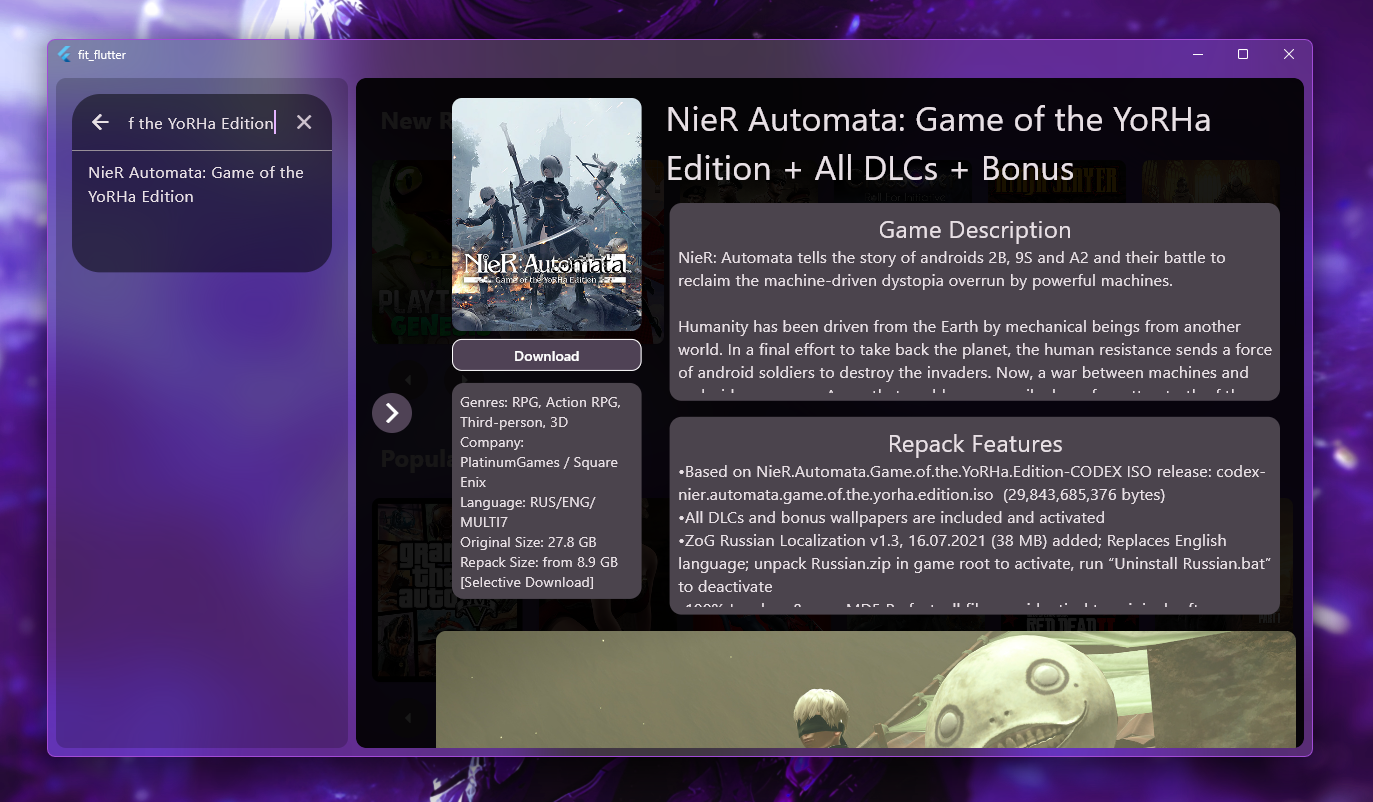 fit_flutter
f the YoRHa Edition
NieR Automata: Game of the
YoRHa Edition
New R
NieR:Automata
Game of the YoRHa Edition
Download
Genres: RPG, Action RPG,
Third-person, 3D
Company:
PlatinumGames / Square
Enix
Language: RUS/ENG/
MULTI7
Original Size: 27.8 GB
Repack Size: from 8.9 GB
[Selective Download]
Popula
NieR Automata: Game of the YoRHa
Edition + All DLCs + Bonus
Game Description
NieR: Automata tells the story of androids 2B, 9S and A2 and their battle to
reclaim the machine-driven dystopia overrun by powerful machines.
Humanity has been driven from the Earth by mechanical beings from another
world. In a final effort to take back the planet, the human resistance sends a force
of android soldiers to destroy the invaders. Now, a war between machines and
Repack Features
•Based on NieR.Automata.Game.of.the.YoRHa.Edition-CODEX ISO release: codex-
nier.automata.game.of.the.yorha.edition.iso (29,843,685,376 bytes)
•All DLCs and bonus wallpapers are included and activated
•ZoG Russian Localization v1.3, 16.07.2021 (38 MB) added; Replaces English
language; unpack Russian.zip in game root to activate, run “Uninstall Russian.bat”
to deactivate